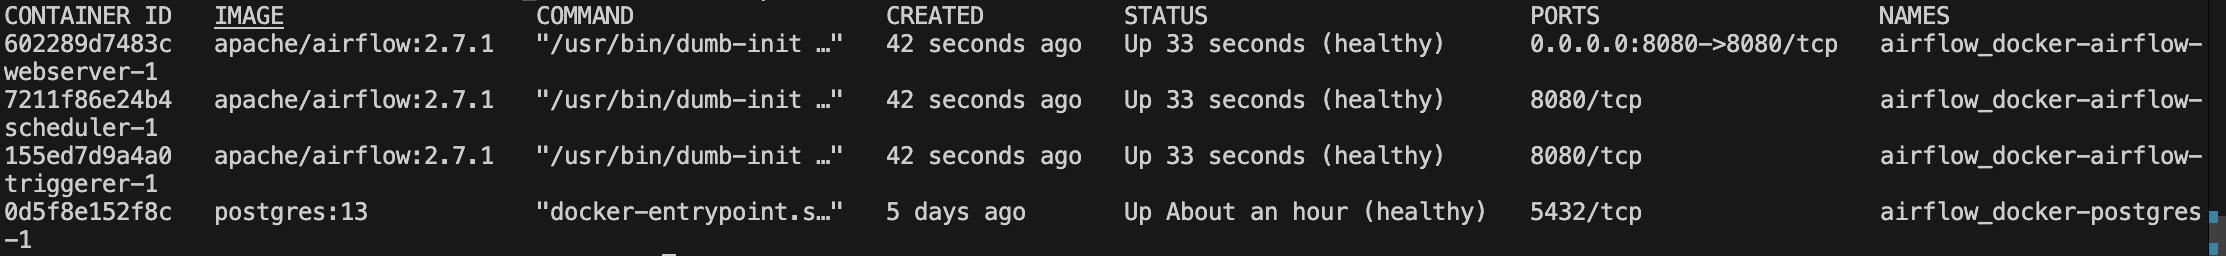 CONTAINER ID   IMAGE                  COMMAND                  CREATED          STATUS                       PORTS                    NAMES
602289d7483c   apache/airflow:2.7.1   "/usr/bin/dumb-init …"   42 seconds ago   Up 33 seconds (healthy)      0.0.0.0:8080->8080/tcp   airflow_docker-airflow-
webserver-1
7211f86e24b4   apache/airflow:2.7.1   "/usr/bin/dumb-init …"   42 seconds ago   Up 33 seconds (healthy)      8080/tcp                 airflow_docker-airflow-
scheduler-1
155ed7d9a4a0   apache/airflow:2.7.1   "/usr/bin/dumb-init …"   42 seconds ago   Up 33 seconds (healthy)      8080/tcp                 airflow_docker-airflow-
triggerer-1
0d5f8e152f8c   postgres:13            "docker-entrypoint.s…"   5 days ago       Up About an hour (healthy)   5432/tcp                 airflow_docker-postgres
-1